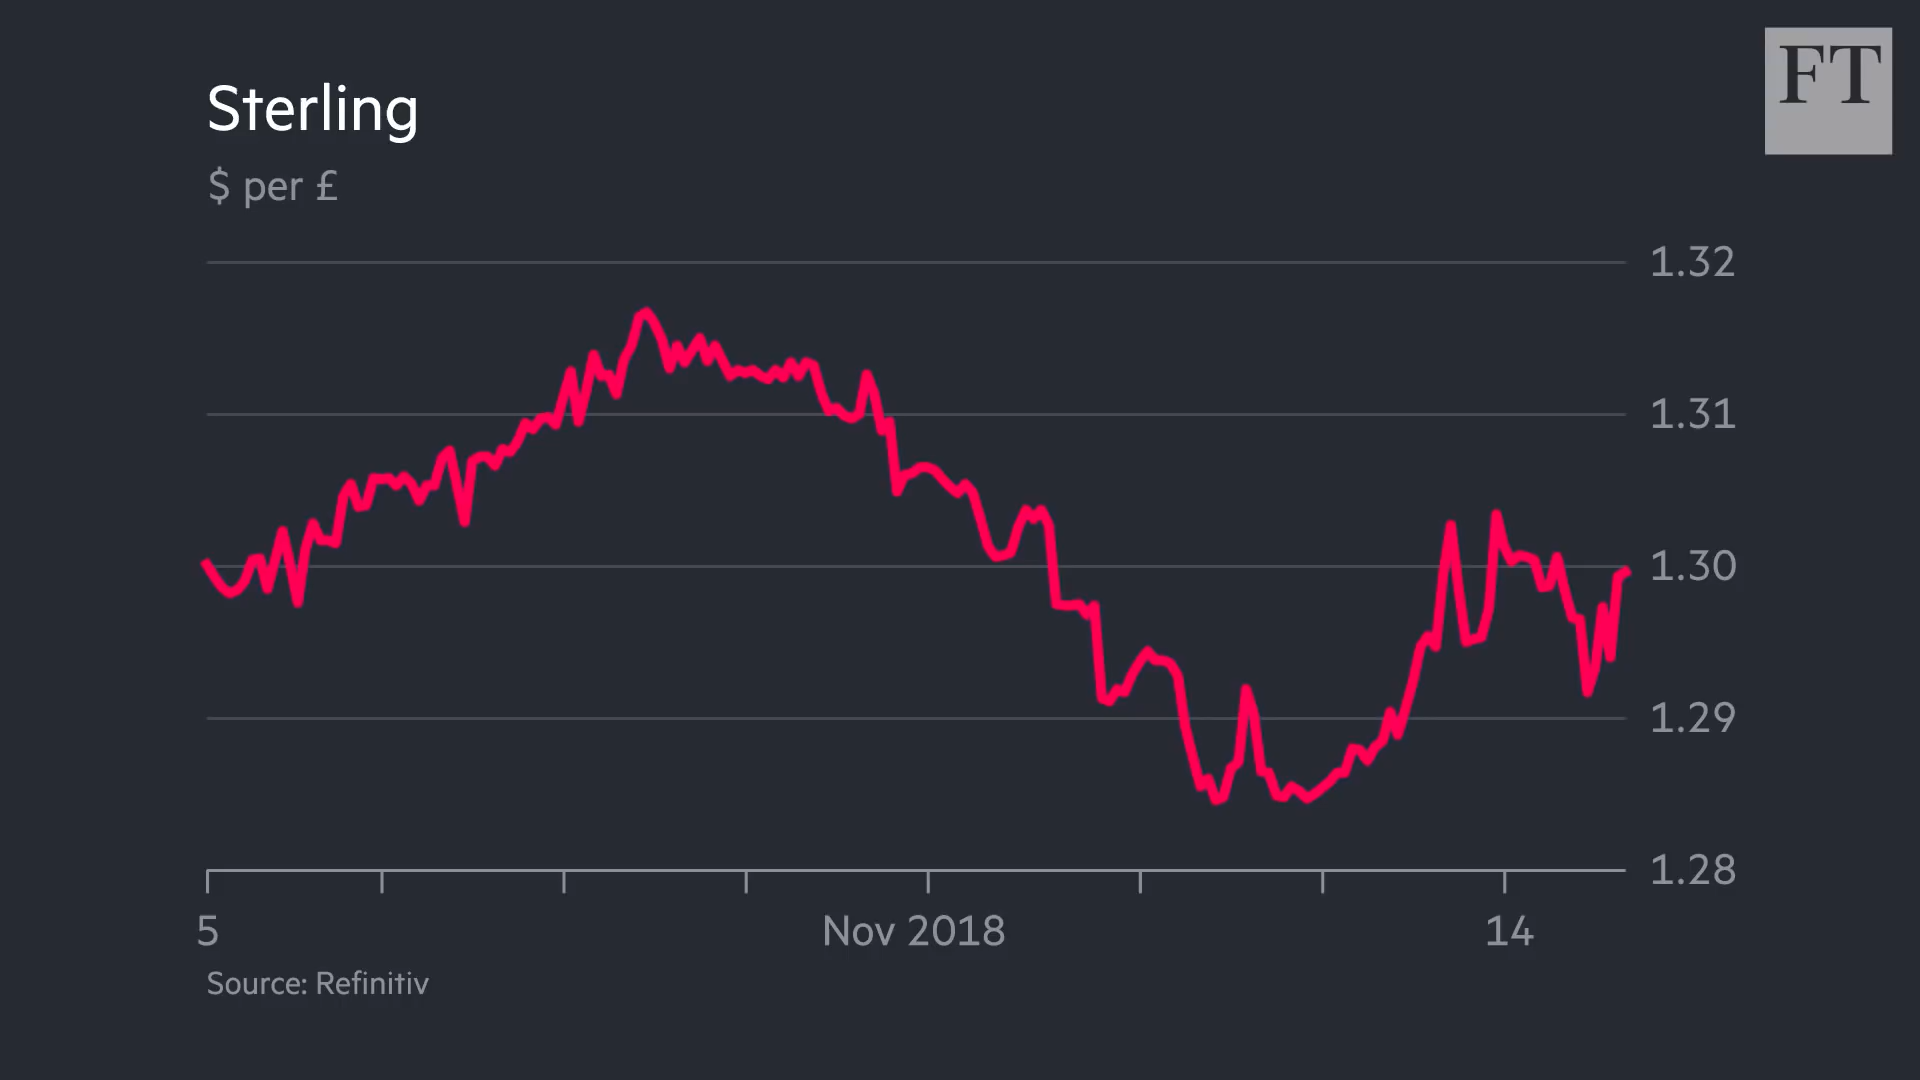 FT
Sterling
$ per £
1.32
1.31
1.30
1.29
1.28
5 Nov 2018 14
Source: Refinitiv